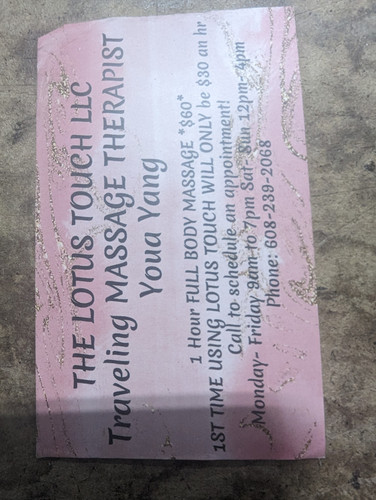 THE LOTUS TOUCH LLC
Traveling MASSAGE THERAPIST
Youa Yang
1 Hour FULL BODY MASSAGE *$60*
1ST TIME USING LOTUS TOUCH WILL ONLY be $30 an hr
Call to schedule an appointment!
Monday- Friday 9am to 7pm Sat- Sun 12pm-4pm
Phone: 608-239-2068